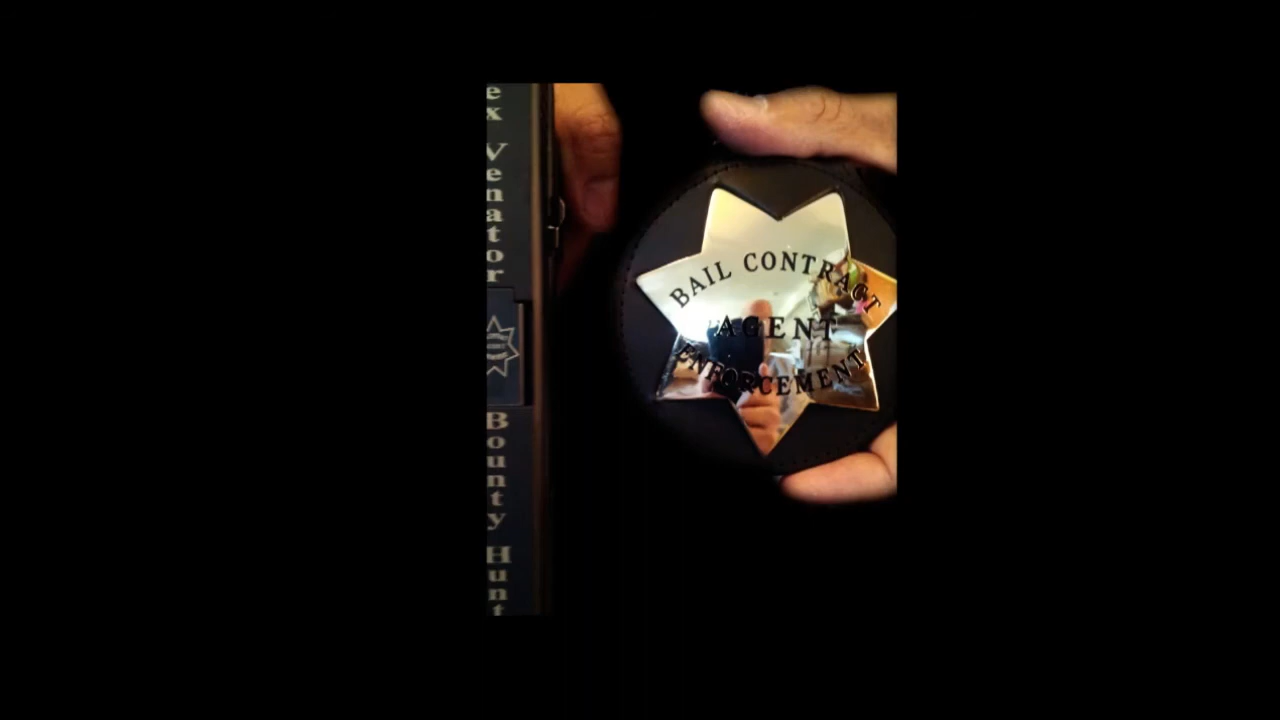 ex Venator
Bounty Hunt
BAIL CONTRACT
AGENT
ENFORCEMENT